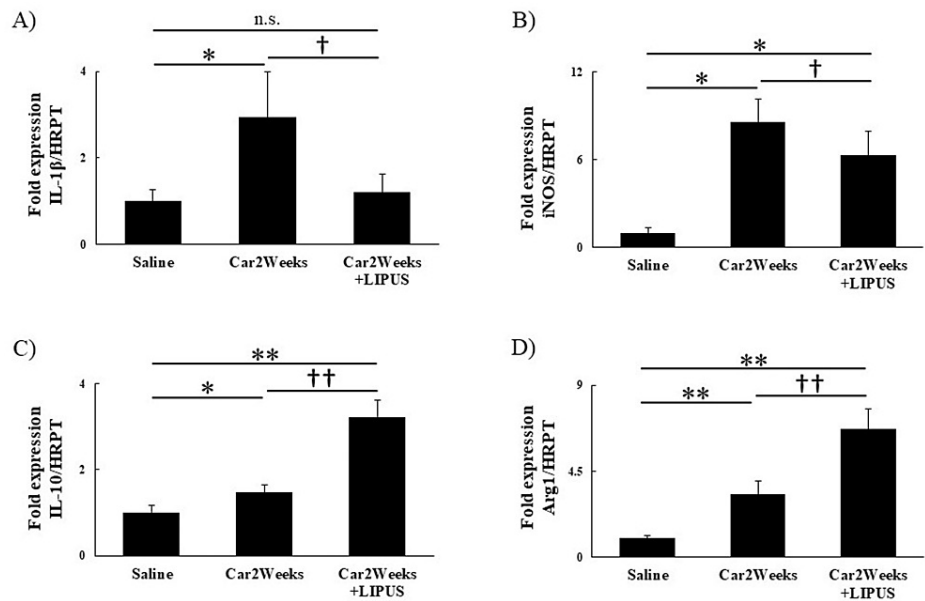 A)
n.s.
*
†
Fold expression
IL-1β/HRPT
4
2
0
Saline
Car2Weeks
Car2Weeks
+LIPUS
B)
*
*
†
Fold expression
iNOS/HRPT
12
6
0
Saline
Car2Weeks
Car2Weeks
+LIPUS
C)
**
*
††
Fold expression
IL-10/HRPT
4
2
0
Saline
Car2Weeks
Car2Weeks
+LIPUS
D)
**
**
††
Fold expression
Arg1/HRPT
9
4.5
0
Saline
Car2Weeks
Car2Weeks
+LIPUS